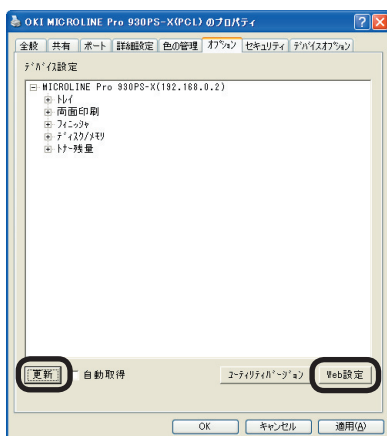 OKI MICROLINE Pro 930PS-X(PCL) のプロパティ
全般 共有 ポート 詳細設定 色の管理 オプション セキュリティ デバイスオプション
デバイス設定
MICROLINE Pro 930PS-X(192.168.0.2)
トレイ
両面印刷
フィニッシャ
ディスク/メモリ
トナー残量
更新 自動取得 ユーティリティバージョン Web設定
OK キャンセル 適用(A)